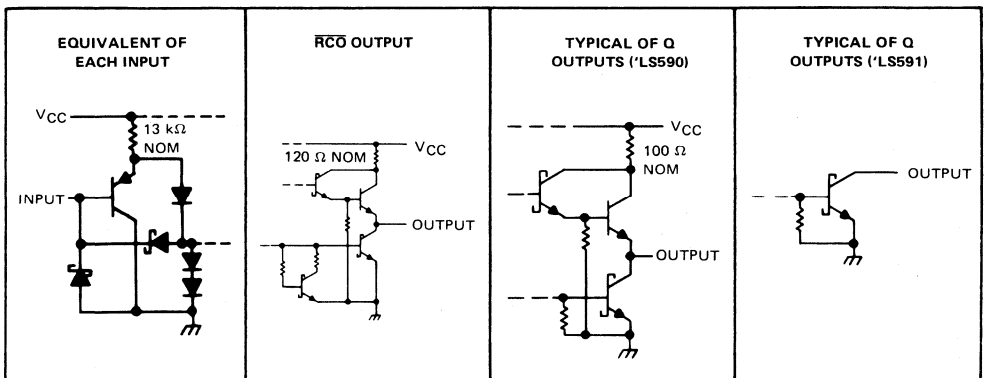 EQUIVALENT OF
EACH INPUT
VCC
13 kΩ
NOM
INPUT
RCO OUTPUT
120 Ω NOM
VCC
OUTPUT
TYPICAL OF Q
OUTPUTS ('LS590)
VCC
100 Ω
NOM
OUTPUT
TYPICAL OF Q
OUTPUTS ('LS591)
OUTPUT